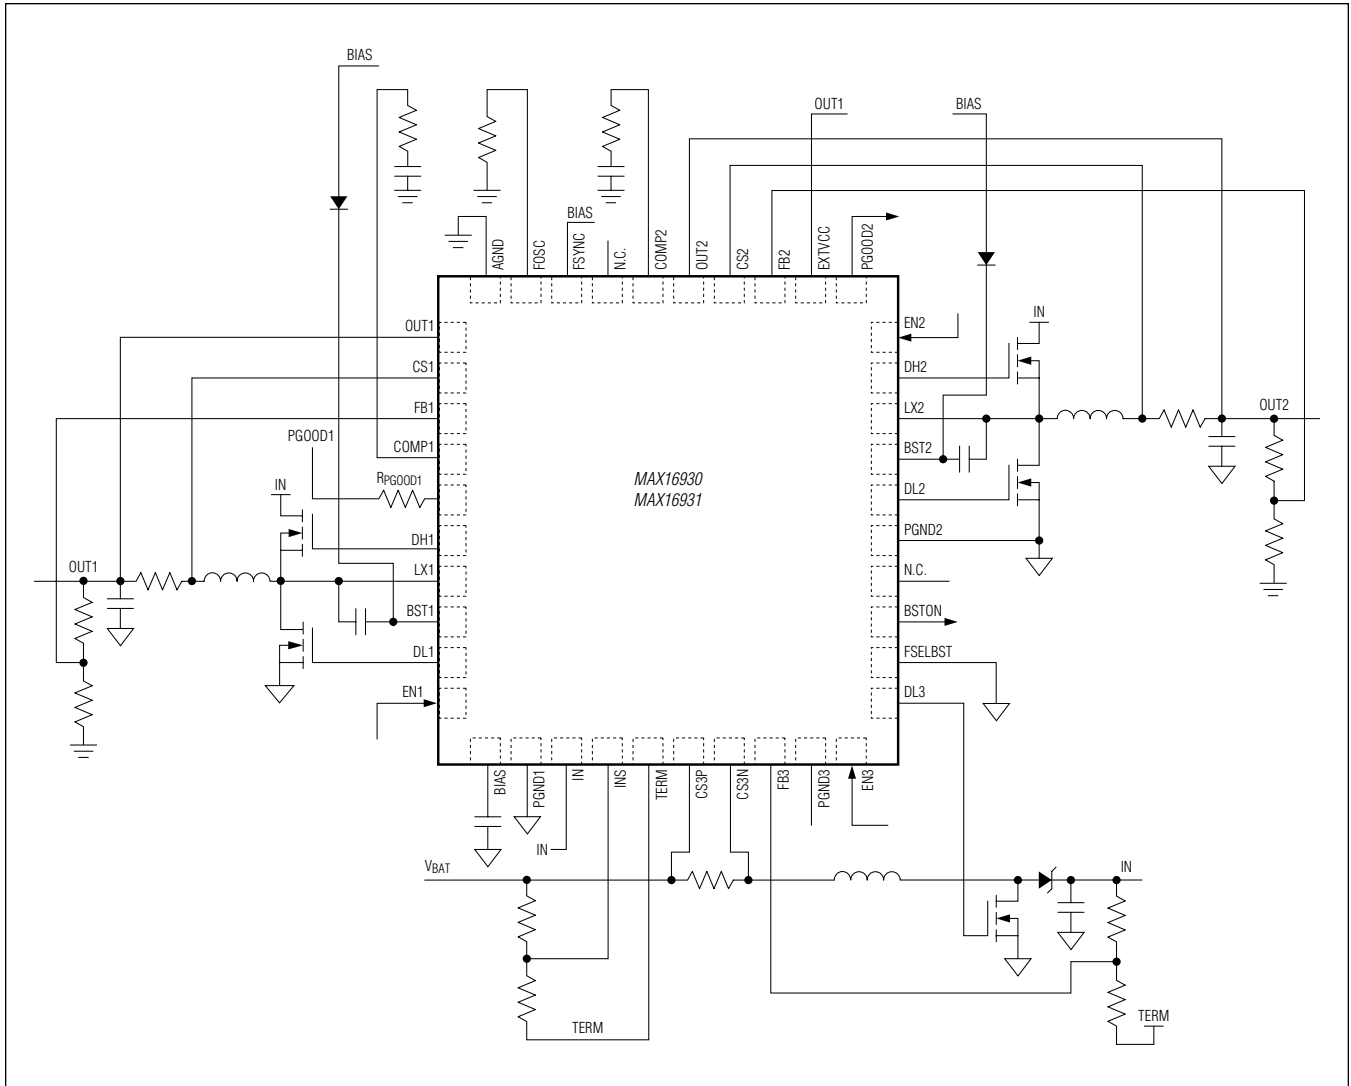 BIAS
OUT1
BIAS
BIAS
AGND
FOSC
FSYNC
N.C.
COMP2
OUT2
CS2
FB2
EXTVCC
PGOOD2
OUT1
CS1
FB1
COMP1
PGOOD1
RPGOOD1
IN
DH1
OUT1
LX1
BST1
DL1
EN1
MAX16930
MAX16931
EN2
IN
DH2
LX2
OUT2
BST2
DL2
PGND2
N.C.
BSTON
FSELBST
DL3
BIAS
PGND1
IN
INS
TERM
CS3P
CS3N
FB3
PGND3
EN3
IN
VBAT
IN
TERM
TERM